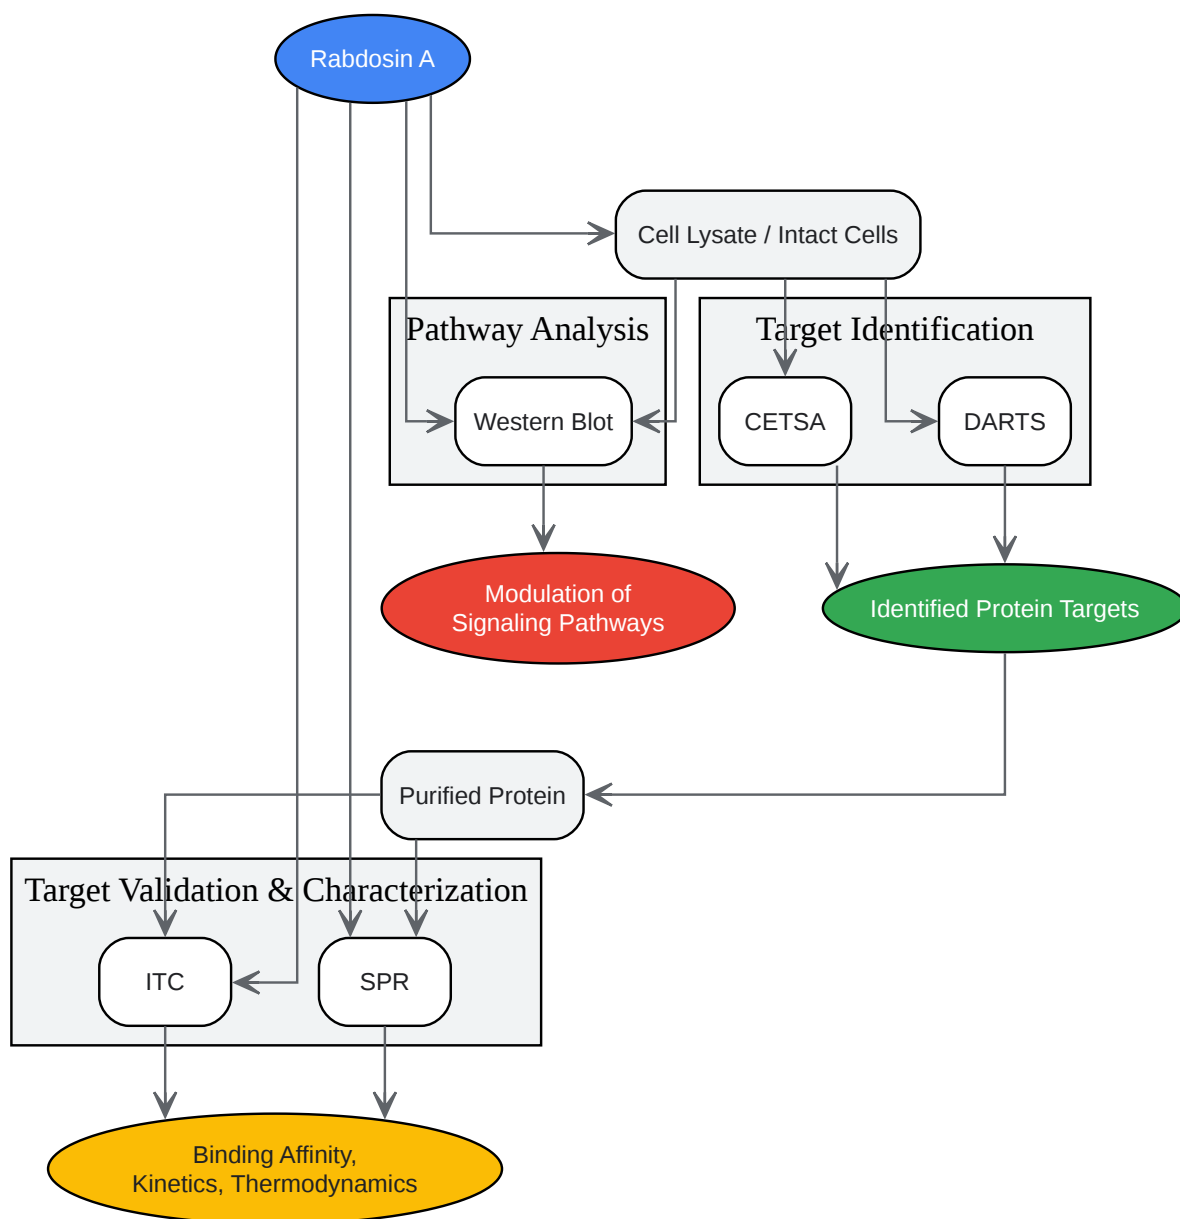 Rabdosin A
Cell Lysate / Intact Cells
Pathway Analysis
Target Identification
Western Blot
CETSA
DARTS
Modulation of
Signaling Pathways
Identified Protein Targets
Purified Protein
Target Validation & Characterization
ITC
SPR
Binding Affinity,
Kinetics, Thermodynamics